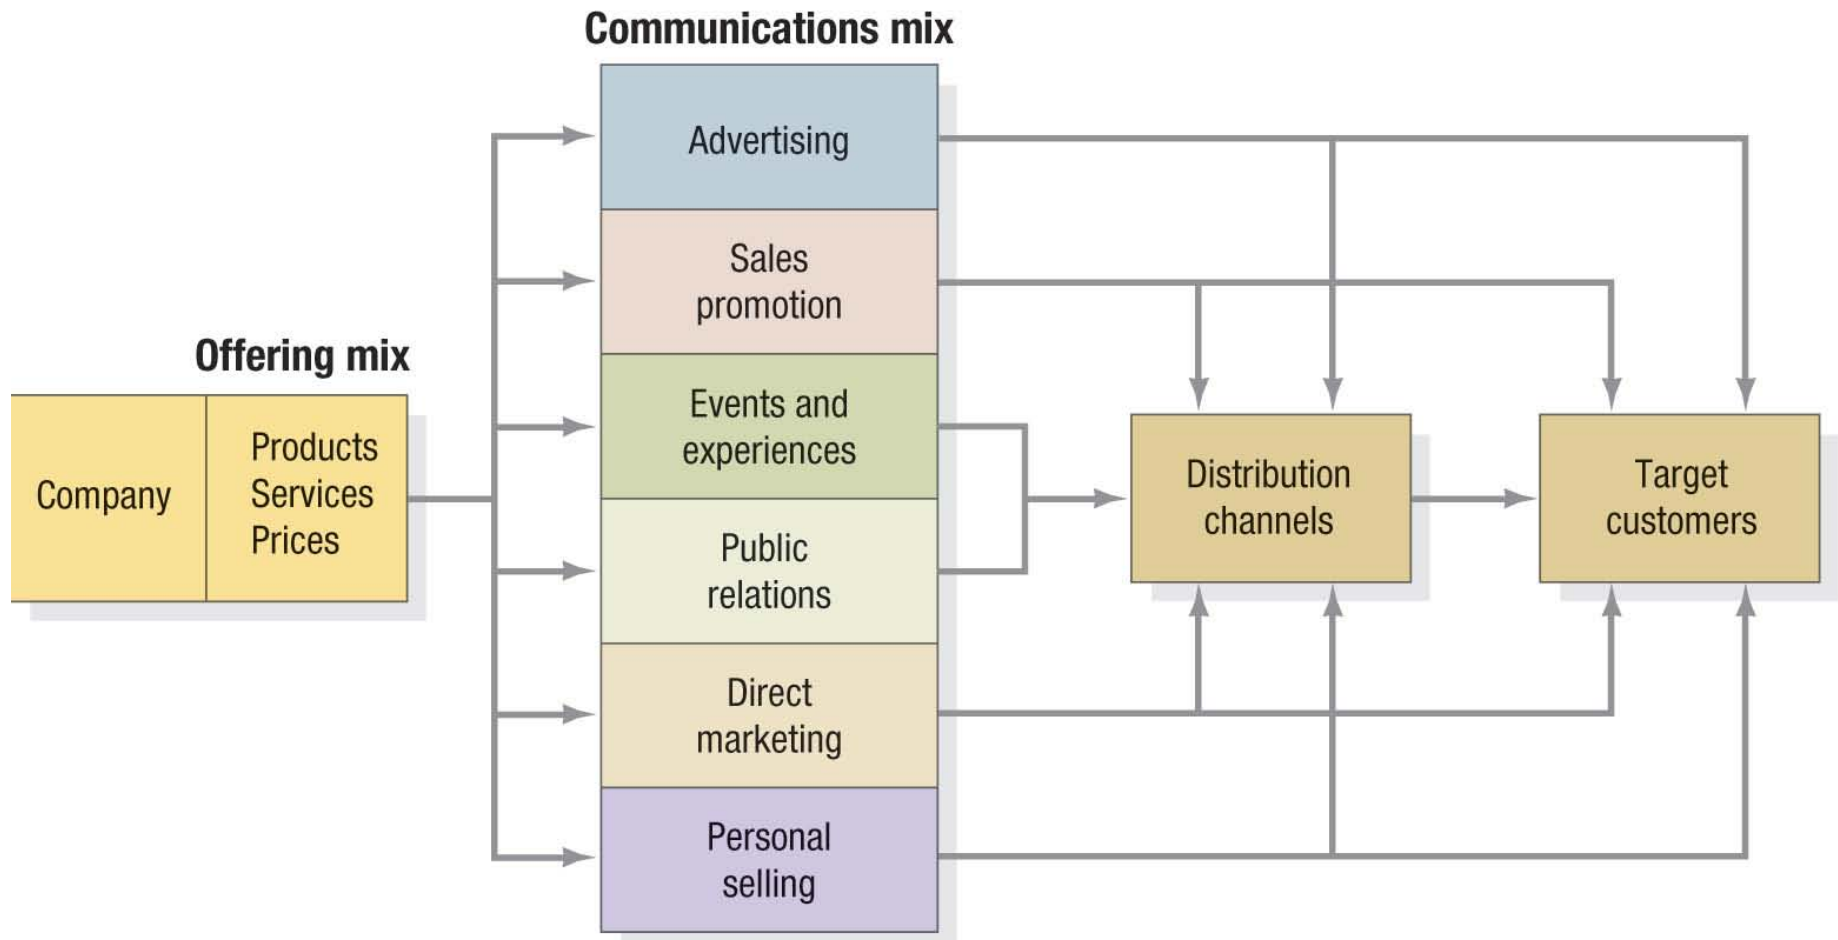 Communications mix
Advertising
Sales
promotion
Offering mix
Events and
experiences
Company
Products
Services
Prices
Public
relations
Direct
marketing
Personal
selling
Distribution
channels
Target
customers